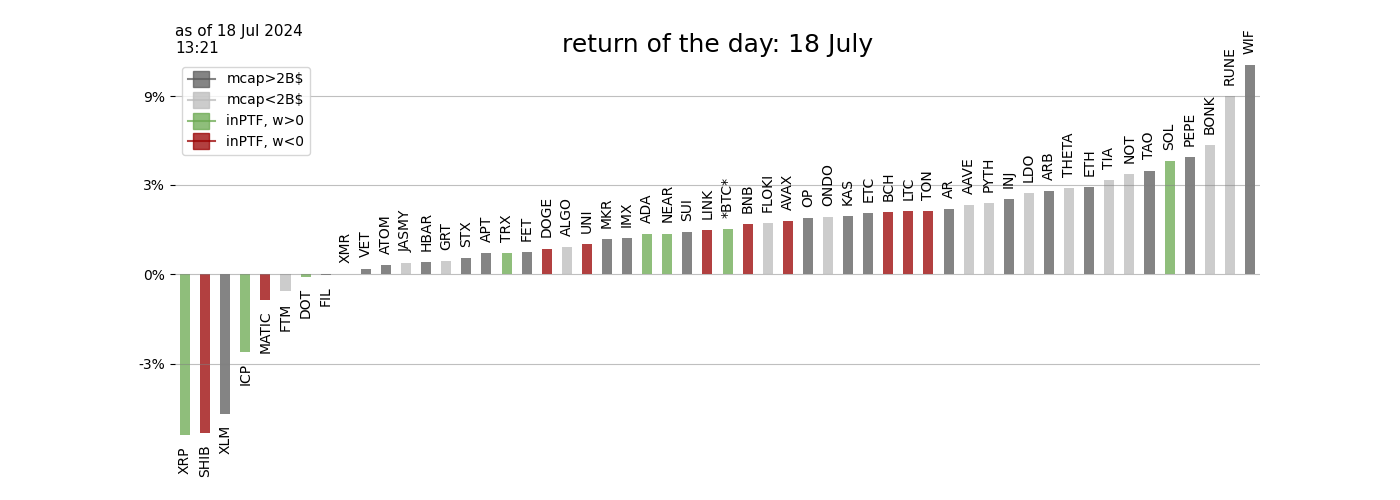 as of 18 Jul 2024
13:21
return of the day: 18 July
mcap>2B$
mcap<2B$
inPTF, w>0
inPTF, w<0
9%
3%
0%
-3%
XRP
SHIB
XLM
ICP
MATIC
FTM
DOT
FIL
XMR
VET
ATOM
JASMY
HBAR
GRT
STX
APT
TRX
FET
DOGE
ALGO
UNI
MKR
IMX
ADA
NEAR
SUI
LINK
*BTC*
BNB
FLOKI
AVAX
OP
ONDO
KAS
ETC
BCH
LTC
TON
AR
AAVE
PYTH
INJ
LDO
ARB
THETA
ETH
TIA
NOT
TAO
SOL
PEPE
BONK
RUNE
WIF